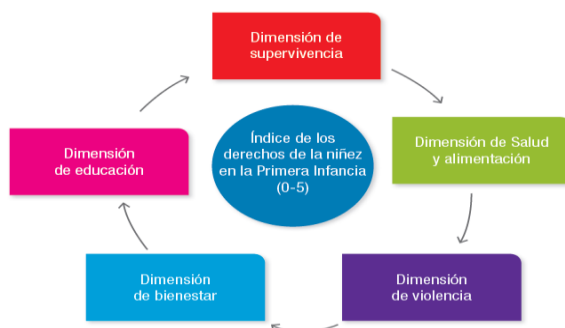 Dimensión de
supervivencia
Índice de los
derechos de la niñez
en la Primera Infancia
(0-5)
Dimensión de Salud
y alimentación
Dimensión
de violencia
Dimensión
de bienestar
Dimensión
de educación